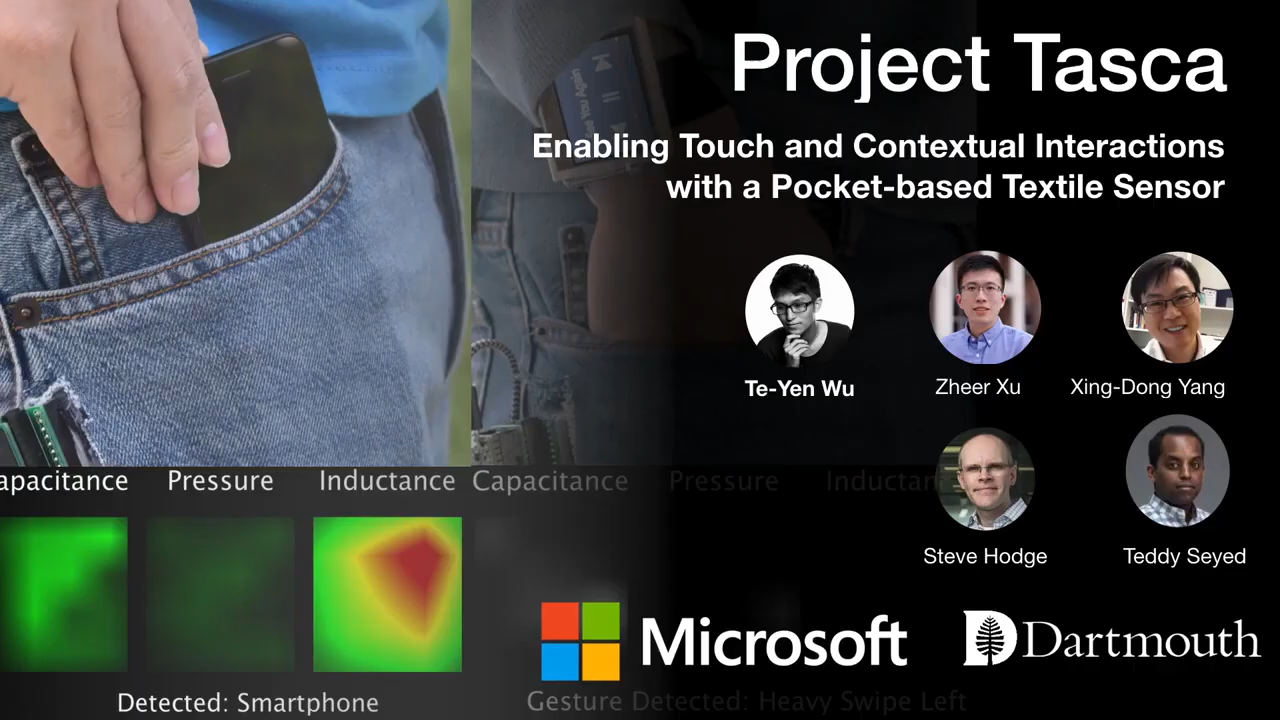 Project Tasca
Enabling Touch and Contextual Interactions
with a Pocket-based Textile Sensor
Te-Yen Wu
Zheer Xu
Xing-Dong Yang
Steve Hodge
Teddy Seyed
apacitance
Pressure
Inductance
Capacitance
Pressure
Inductan
Detected: Smartphone
Gesture Detected: Heavy Swipe Left
Microsoft
Dartmouth